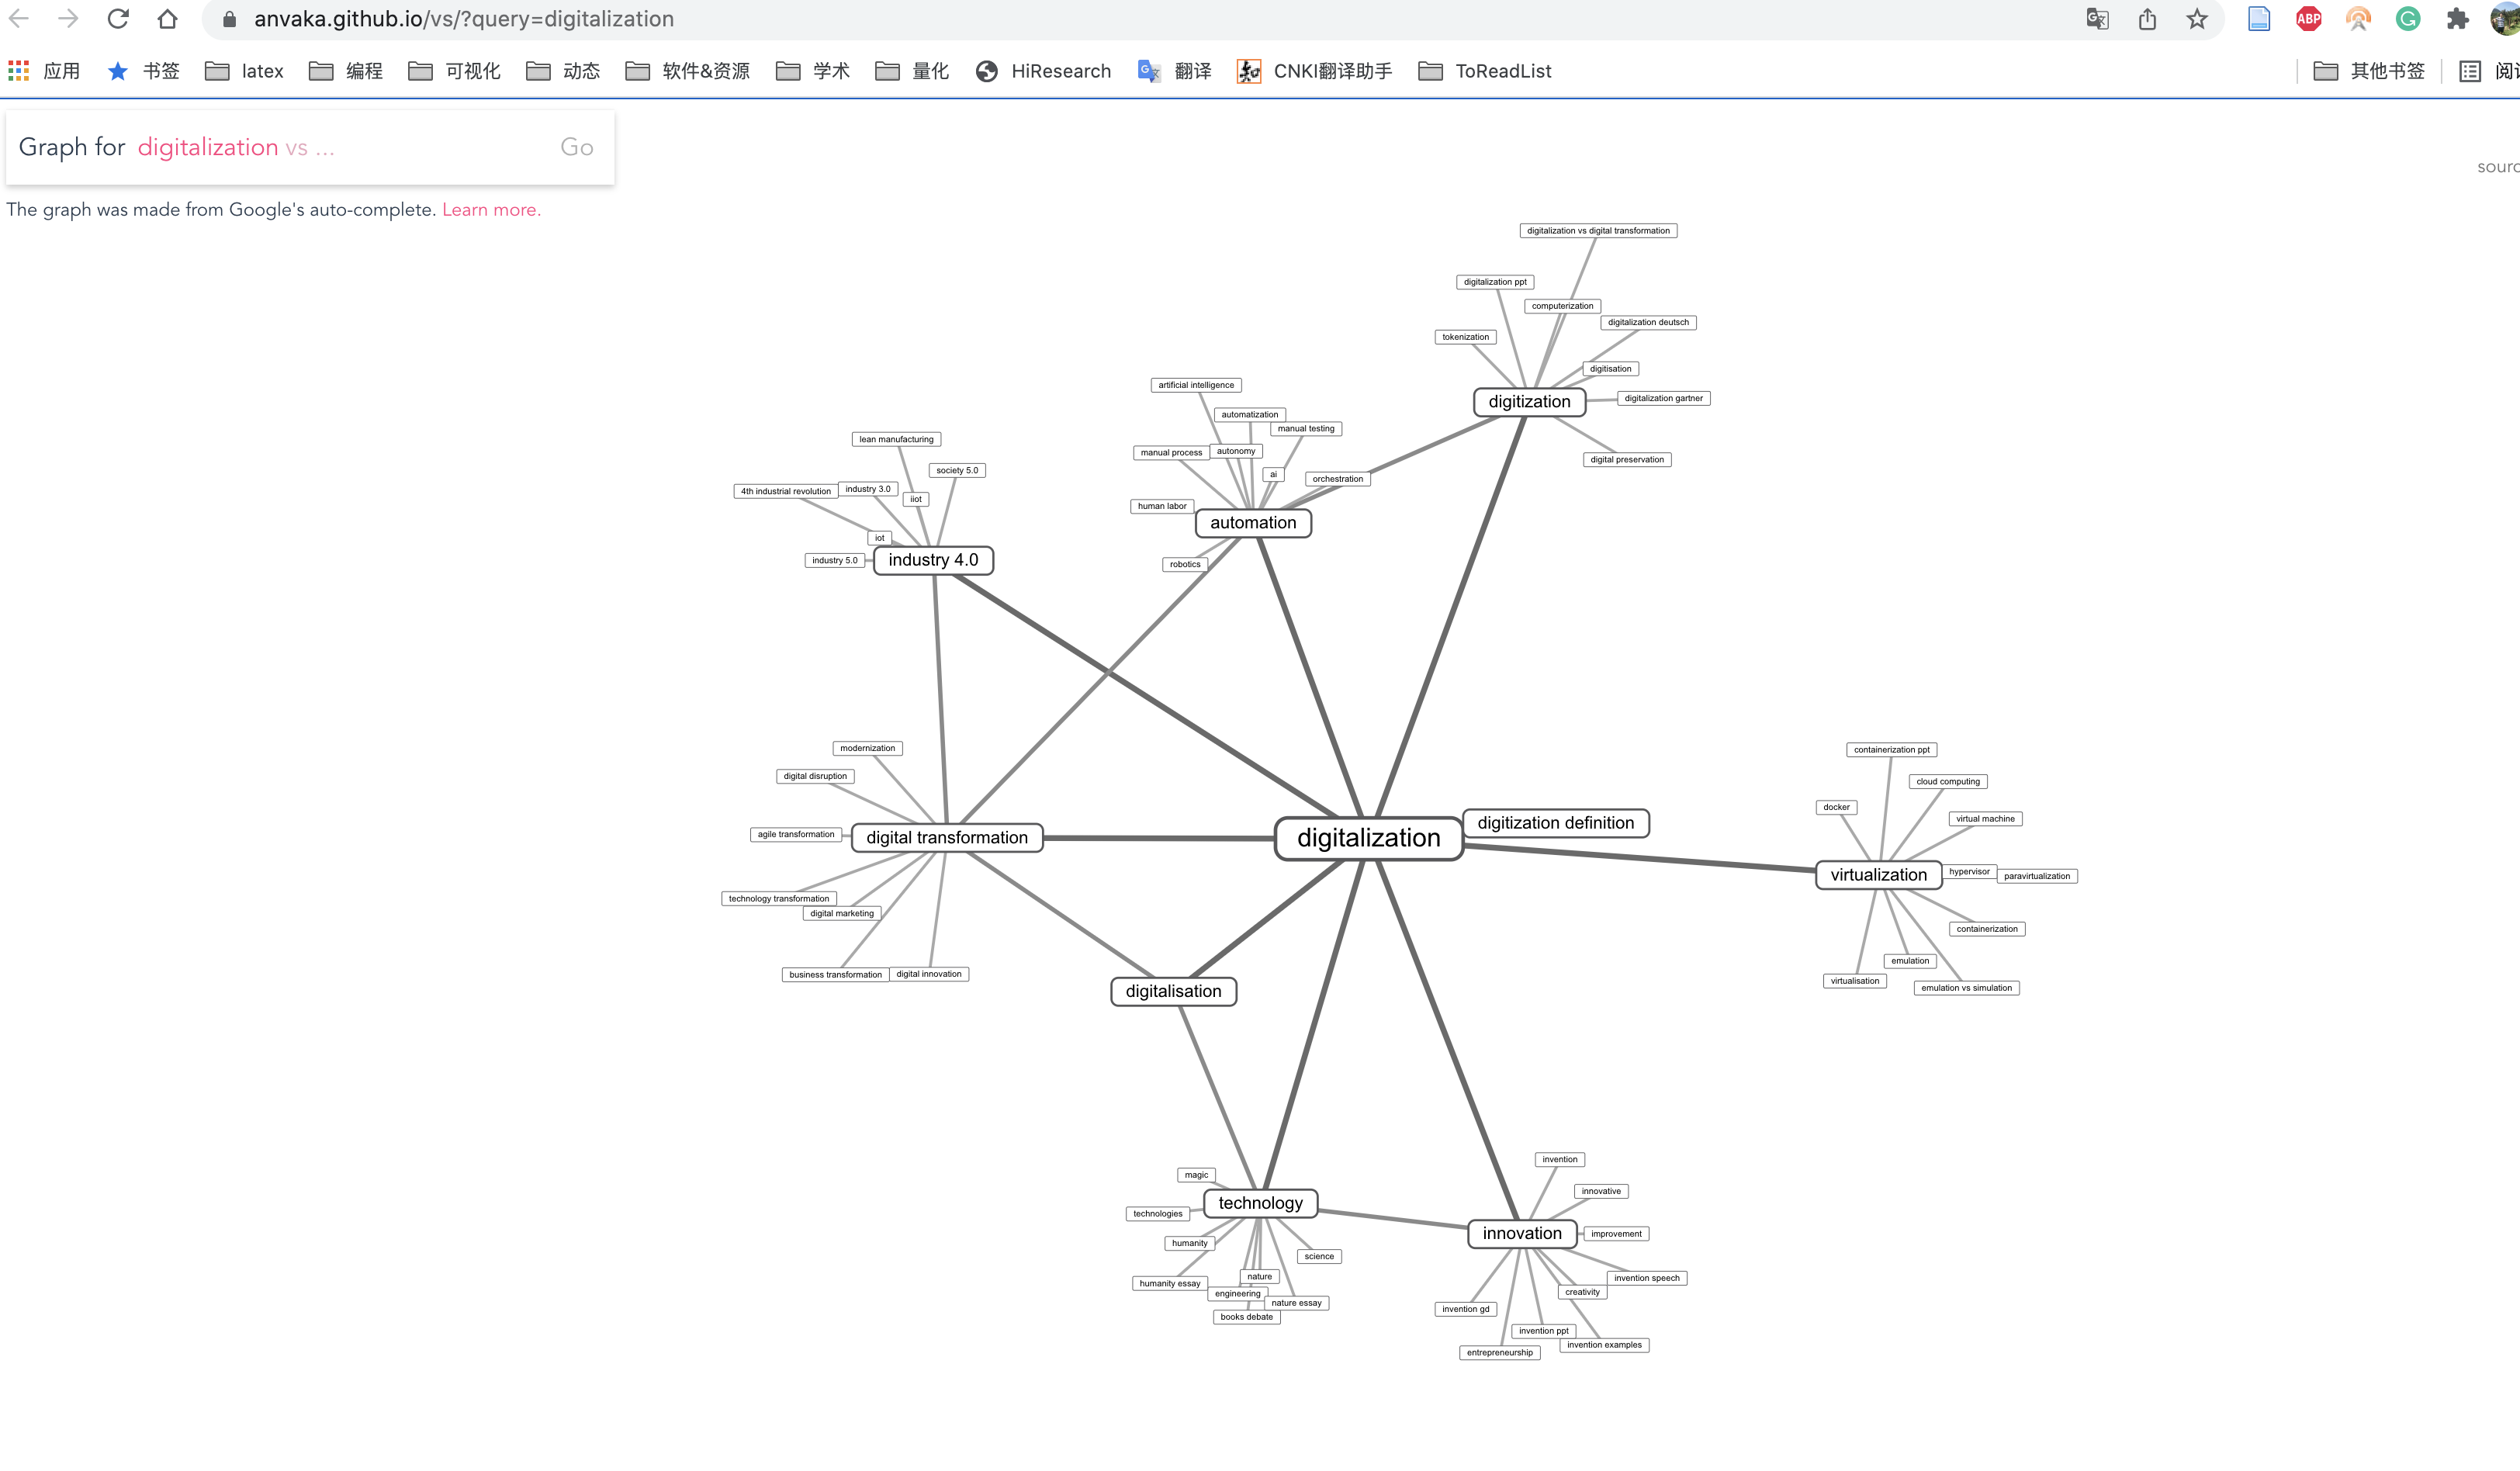 anvaka.github.io/vs/?query=digitalization
ABP
应用 书签 latex 编程 可视化 动态 软件&资源 学术 量化 HiResearch 翻译 CNKI翻译助手 ToReadList 其他书签
Graph for digitalization vs ... Go
sourc
The graph was made from Google's auto-complete. Learn more.
digitalization vs digital transformation
digitalization ppt
computerization
digitalization deutsch
tokenization
digitisation
digitization
digitalization gartner
digital preservation
artificial intelligence
automatization
manual testing
manual process
autonomy
ai
orchestration
human labor
automation
robotics
lean manufacturing
society 5.0
4th industrial revolution
industry 3.0
iiot
iot
industry 5.0
industry 4.0
modernization
digital disruption
agile transformation
digital transformation
technology transformation
digital marketing
business transformation
digital innovation
digitalization
digitization definition
containerization ppt
cloud computing
docker
virtual machine
virtualization
hypervisor
paravirtualization
containerization
emulation
virtualisation
emulation vs simulation
digitalisation
magic
technology
technologies
humanity
science
nature
humanity essay
engineering
nature essay
books debate
invention
innovative
innovation
improvement
invention speech
creativity
invention gd
invention ppt
invention examples
entrepreneurship